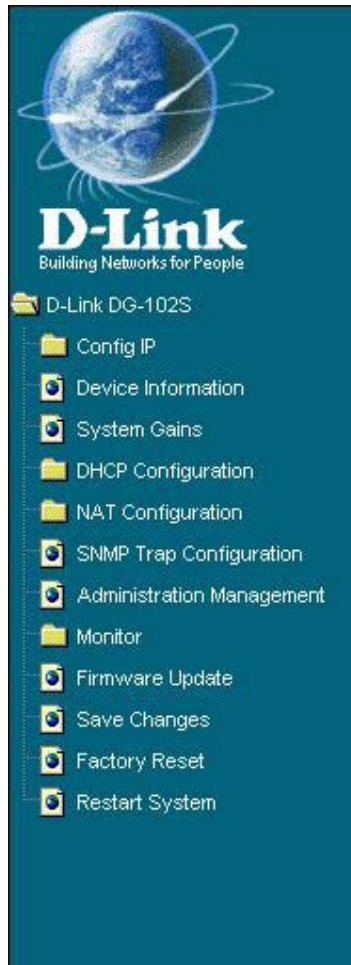 D-Link
Building Networks for People
D-Link DG-102S
Config IP
Device Information
System Gains
DHCP Configuration
NAT Configuration
SNMP Trap Configuration
Administration Management
Monitor
Firmware Update
Save Changes
Factory Reset
Restart System